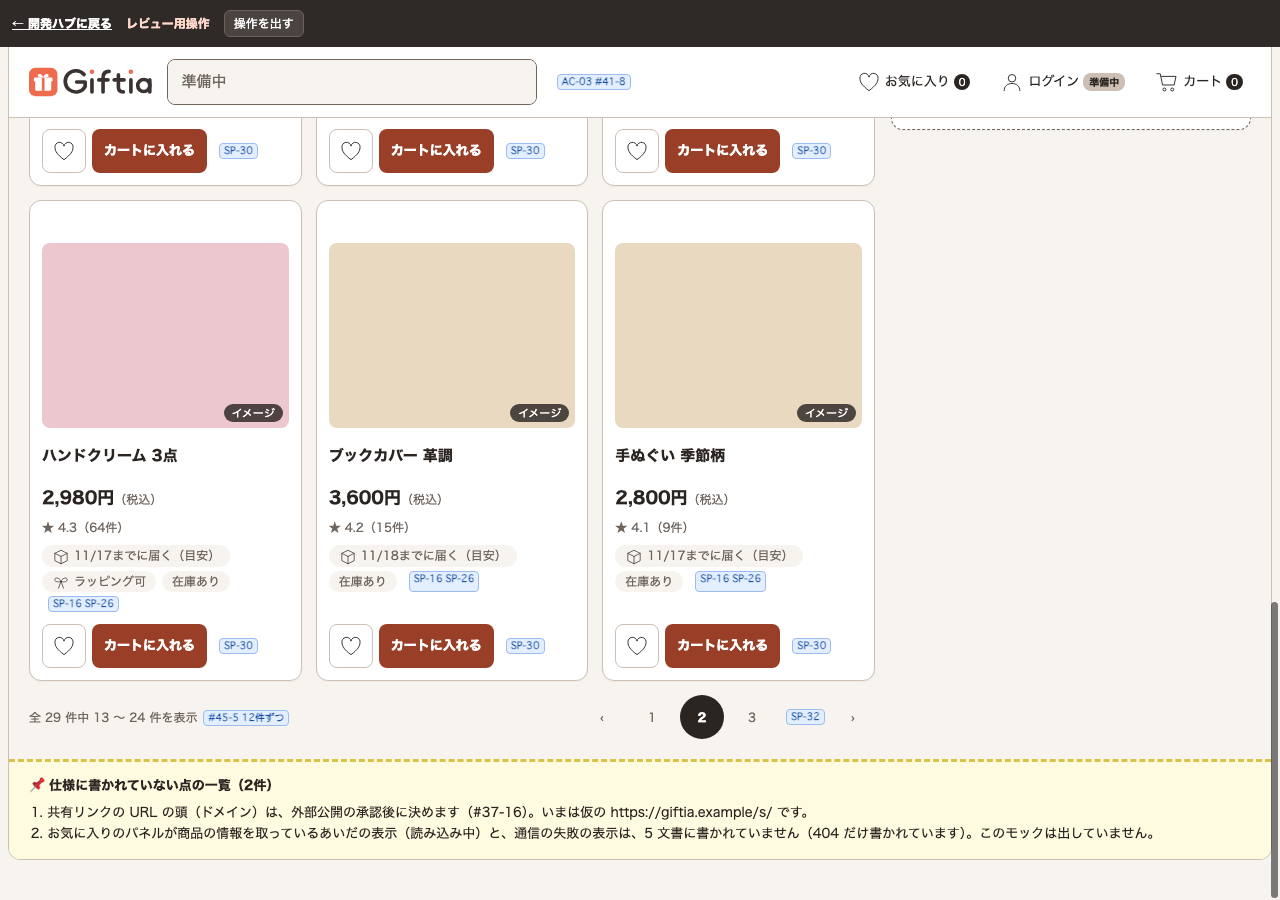 ← 開発ハブに戻る レビュー用操作 操作を出す
Giftia 準備中 AC-03 #41-8 お気に入り 0 ログイン 準備中 カート 0
カートに入れる SP-30 カートに入れる SP-30 カートに入れる SP-30
イメージ イメージ イメージ
ハンドクリーム 3点 ブックカバー 革調 手ぬぐい 季節柄
2,980円（税込） 3,600円（税込） 2,800円（税込）
★ 4.3（64件） ★ 4.2（15件） ★ 4.1（9件）
11/17までに届く（目安） 11/18までに届く（目安） 11/17までに届く（目安）
ラッピング可 在庫あり 在庫あり SP-16 SP-26 在庫あり SP-16 SP-26
SP-16 SP-26
カートに入れる SP-30 カートに入れる SP-30 カートに入れる SP-30
全 29 件中 13 〜 24 件を表示 #45-5 12件ずつ ‹ 1 2 3 SP-32 ›
📌 仕様に書かれていない点の一覧（2件）
1. 共有リンクの URL の頭（ドメイン）は、外部公開の承認後に決めます（#37-16）。いまは仮の https://giftia.example/s/ です。
2. お気に入りのパネルが商品の情報を取っているあいだの表示（読み込み中）と、通信の失敗の表示は、5 文書に書かれていません（404 だけ書かれています）。このモックは出していません。